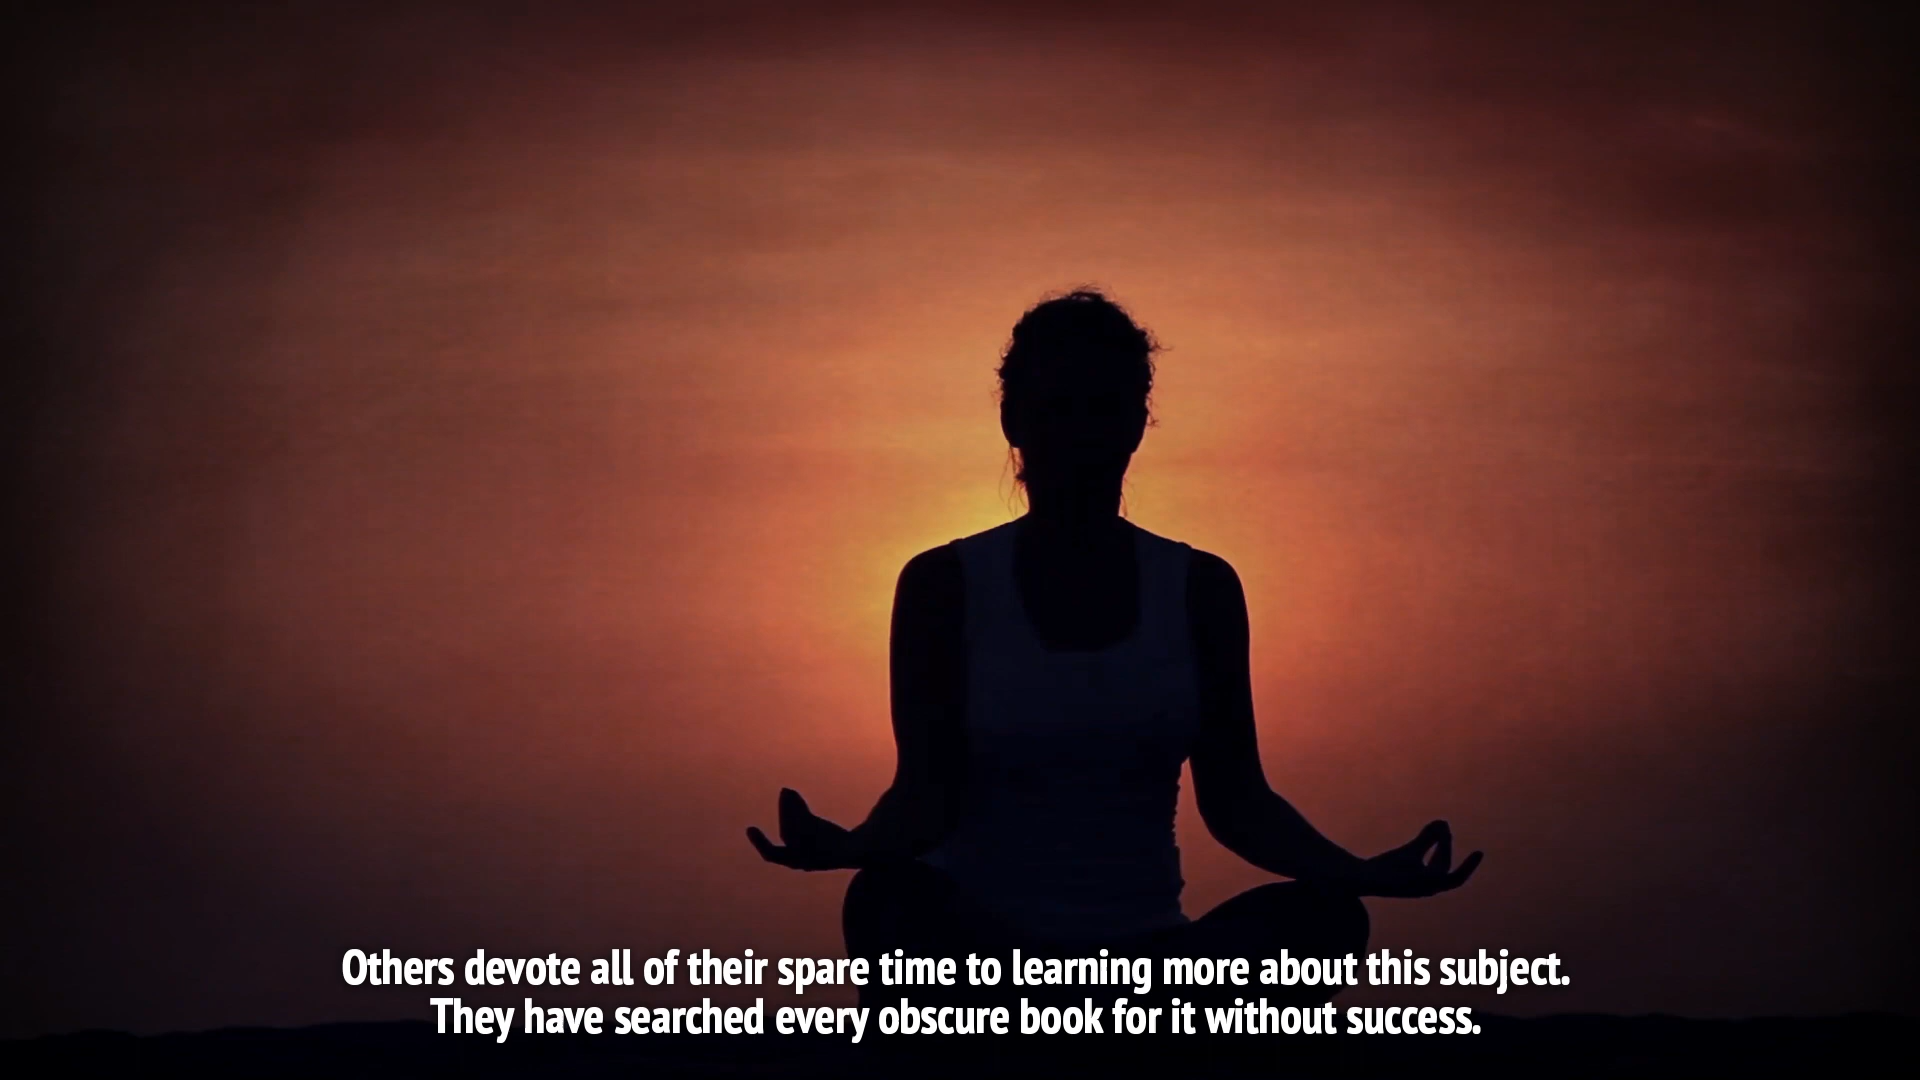 Others devote all of their spare time to learning more about this subject.
They have searched every obscure book for it without success.